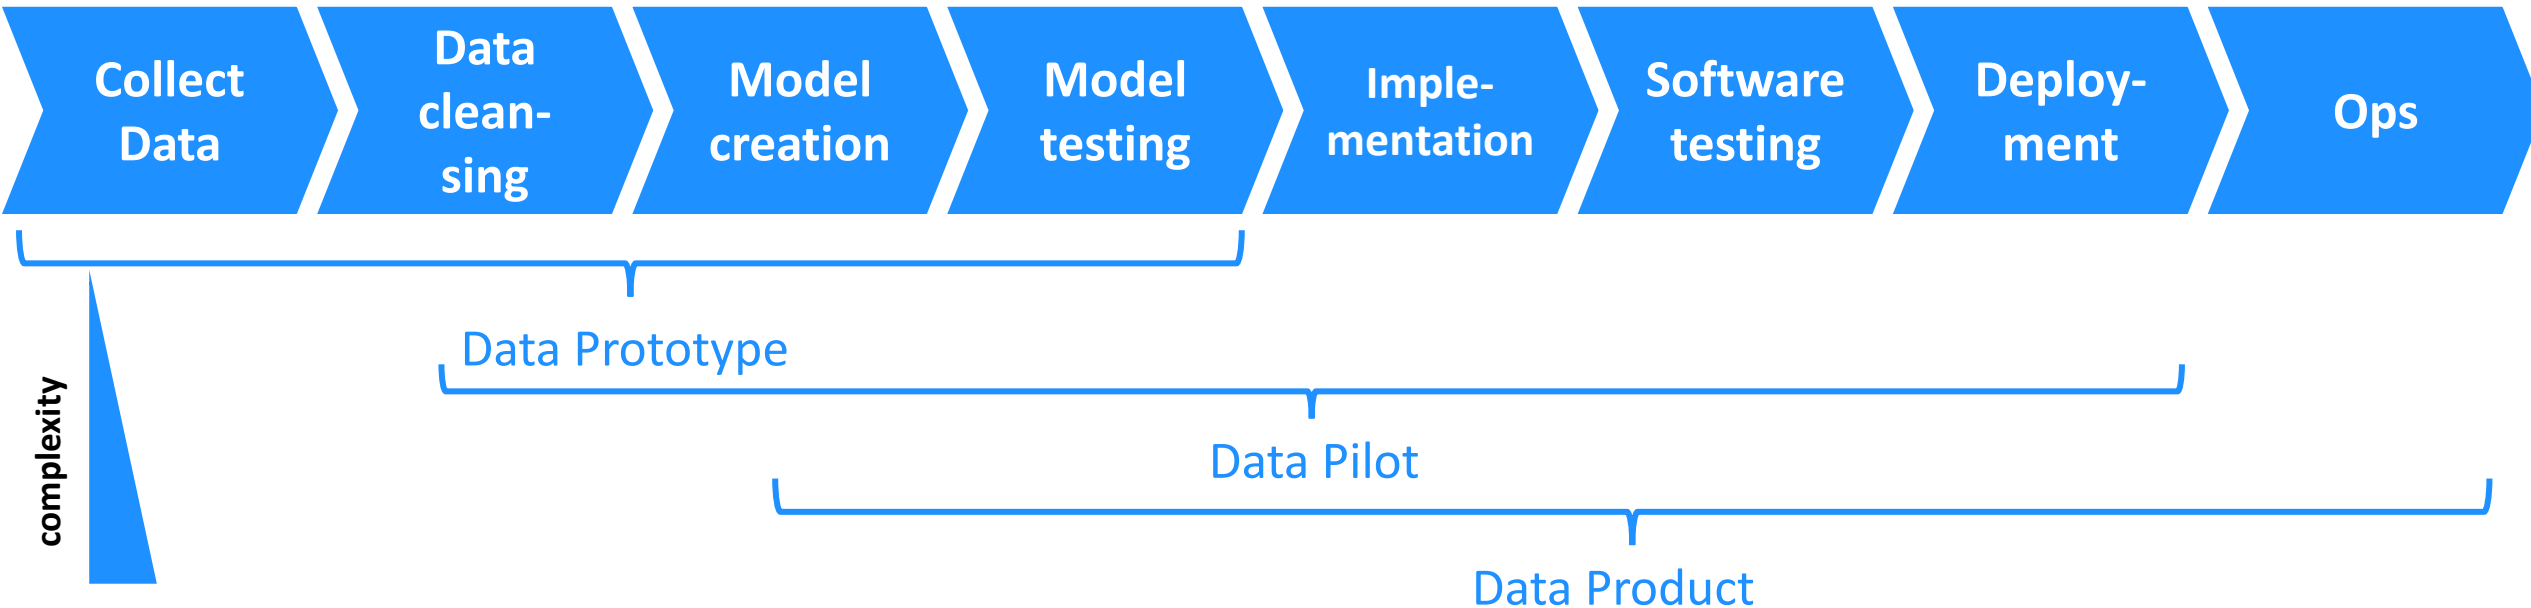 Collect
Data
Data
clean-
sing
Model
creation
Model
testing
Imple-
mentation
Software
testing
Deploy-
ment
Ops
Data Prototype
complexity
Data Pilot
Data Product